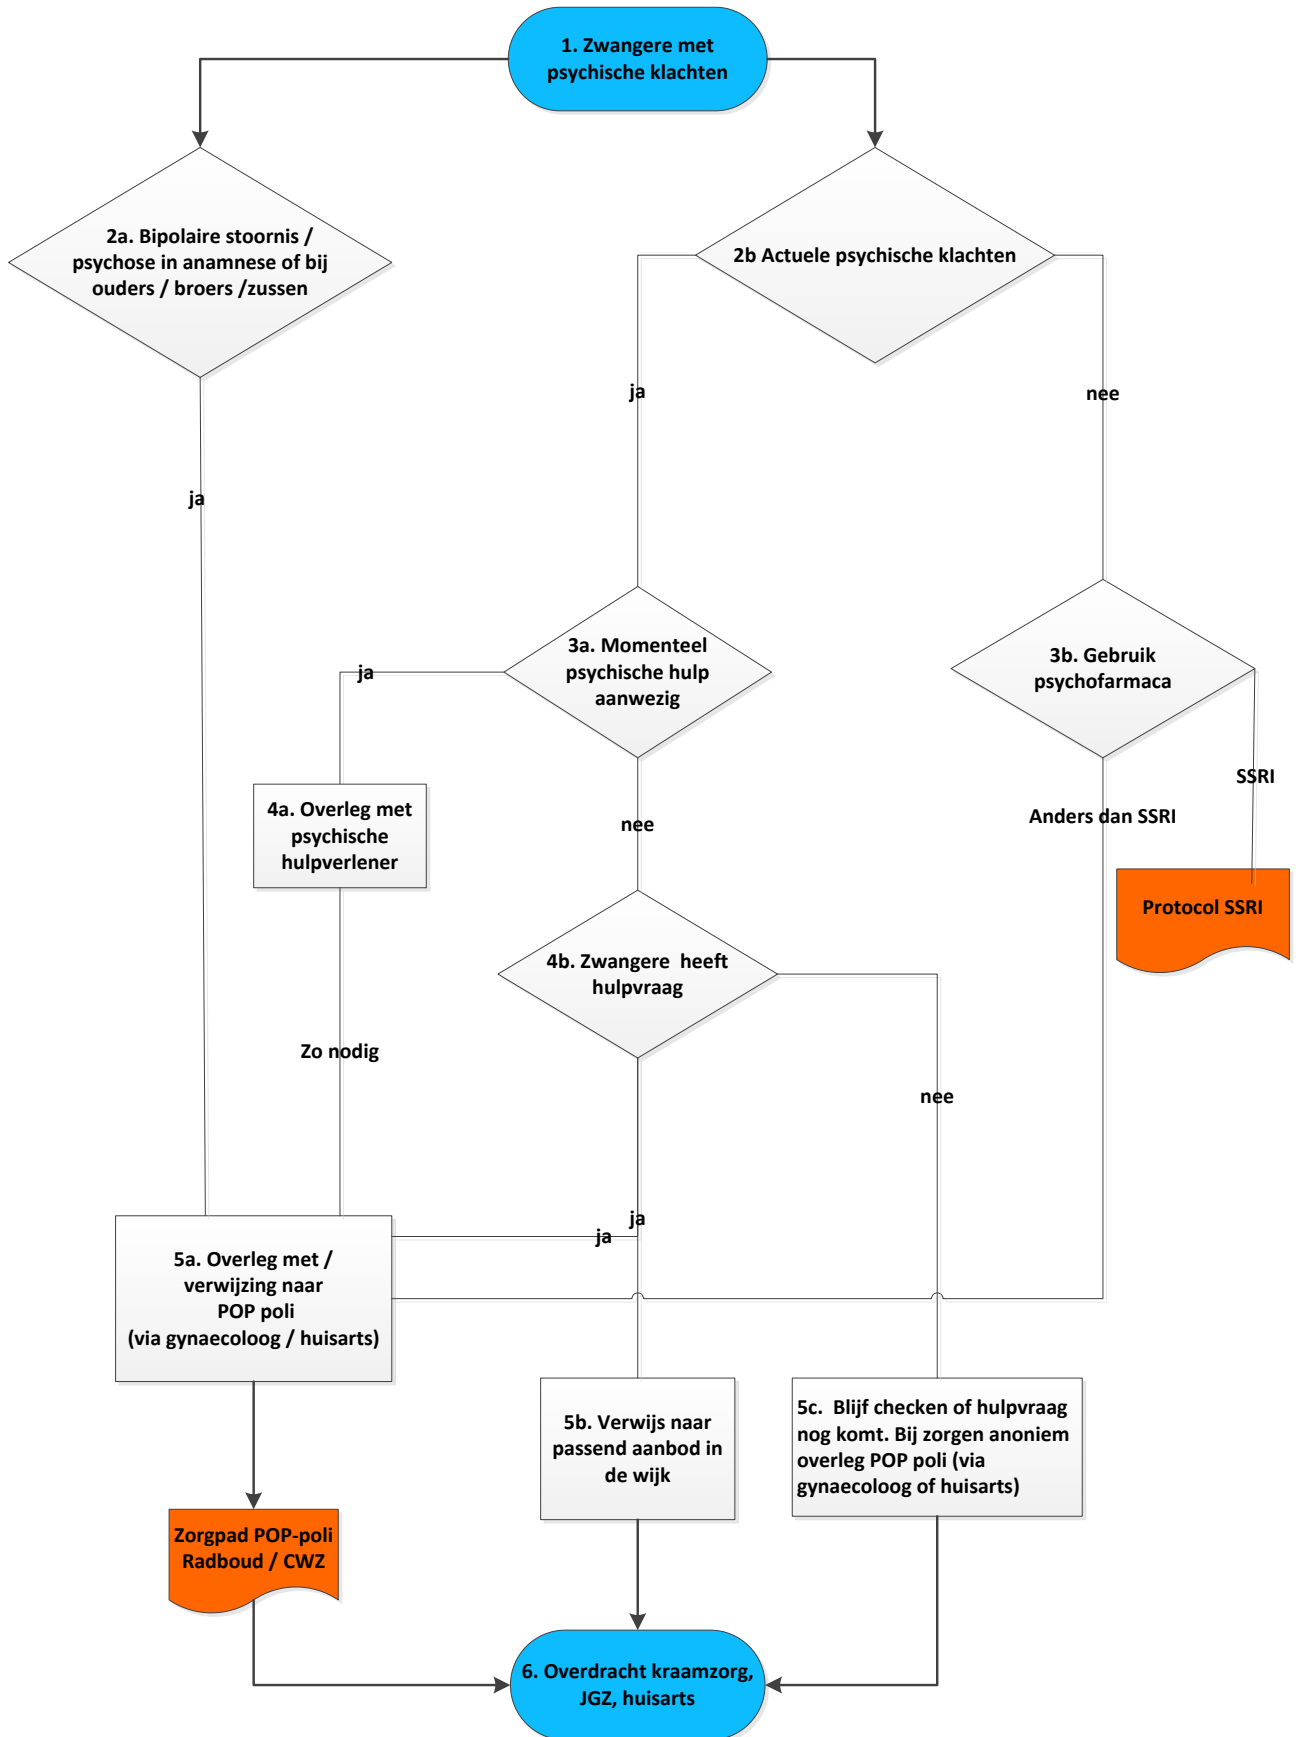 1. Zwangere met
psychische klachten
2a. Bipolaire stoornis /
psychose in anamnese of bij
ouders / broers /zussen
2b Actuele psychische klachten
ja
nee
ja
3a. Momenteel
psychische hulp
aanwezig
3b. Gebruik
psychofarmaca
ja
SSRI
4a. Overleg met
psychische
hulpverlener
nee
Anders dan SSRI
Protocol SSRI
4b. Zwangere  heeft
hulpvraag
Zo nodig
nee
ja
ja
5a. Overleg met /
verwijzing naar
POP poli
(via gynaecoloog / huisarts)
5b. Verwijs naar
passend aanbod in
de wijk
5c.  Blijf checken of hulpvraag
nog komt. Bij zorgen anoniem
overleg POP poli (via
gynaecoloog of huisarts)
Zorgpad POP-poli
Radboud / CWZ
6. Overdracht kraamzorg,
JGZ, huisarts